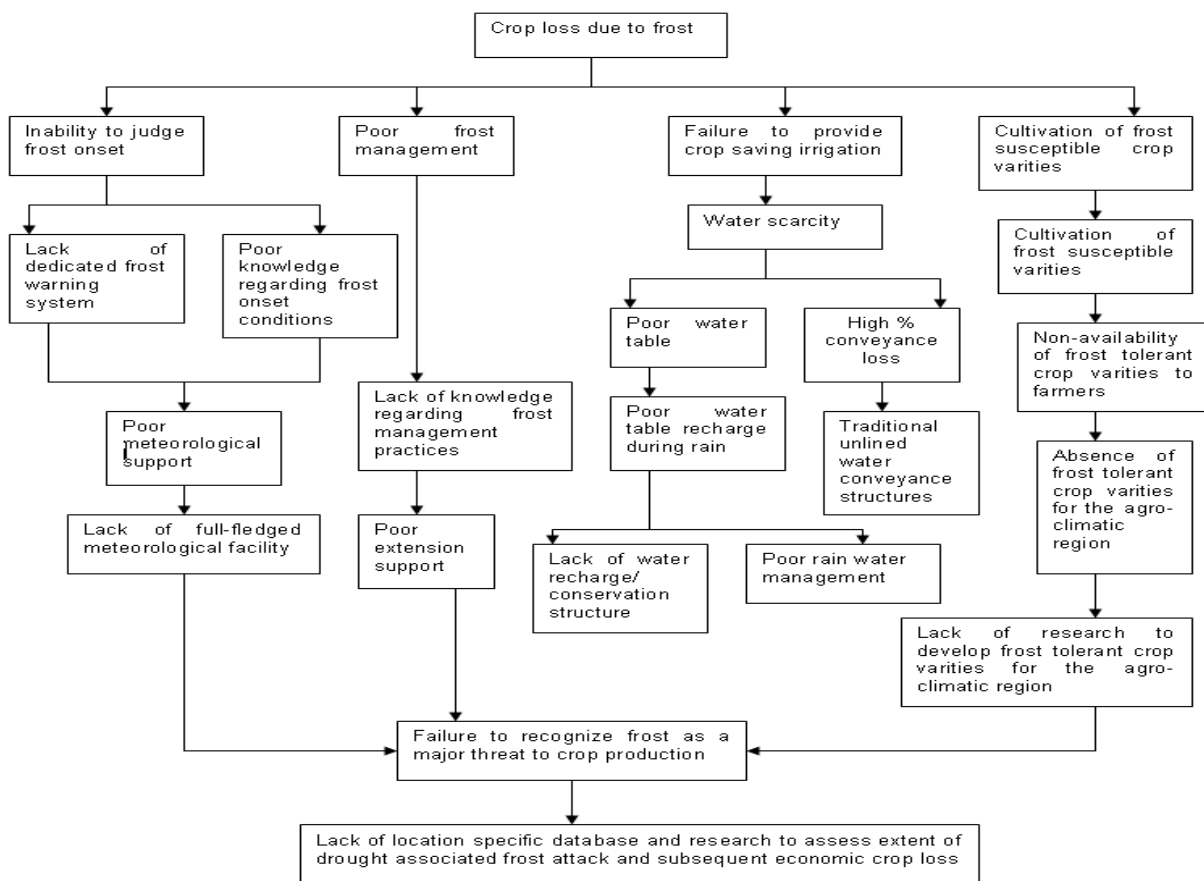 Crop loss due to frost
Inability to judge
frost onset
Poor frost
management
Failure to provide
crop saving irrigation
Cultivation of frost
susceptible crop
varities
Lack of
dedicated frost
warning
system
Poor
knowledge
regarding frost
onset
conditions
Water scarcity
Cultivation of
frost susceptible
varities
Poor water
table
High %
conveyance
loss
Non-availability
of frost tolerant
crop varities to
farmers
Poor
meteorological
support
Lack of knowledge
regarding frost
management
practices
Poor water
table recharge
during rain
Traditional
unlined
water
conveyance
structures
Absence of
frost tolerant
crop varities
for the agro-
climatic
region
Lack of full-fledged
meteorological facility
Poor
extension
support
Lack of water
recharge/
conservation
structure
Poor rain water
management
Lack of research to
develop frost tolerant crop
varities for the agro-
climatic region
Failure to recognize frost as a
major threat to crop production
Lack of location specific database and research to assess extent of
drought associated frost attack and subsequent economic crop loss